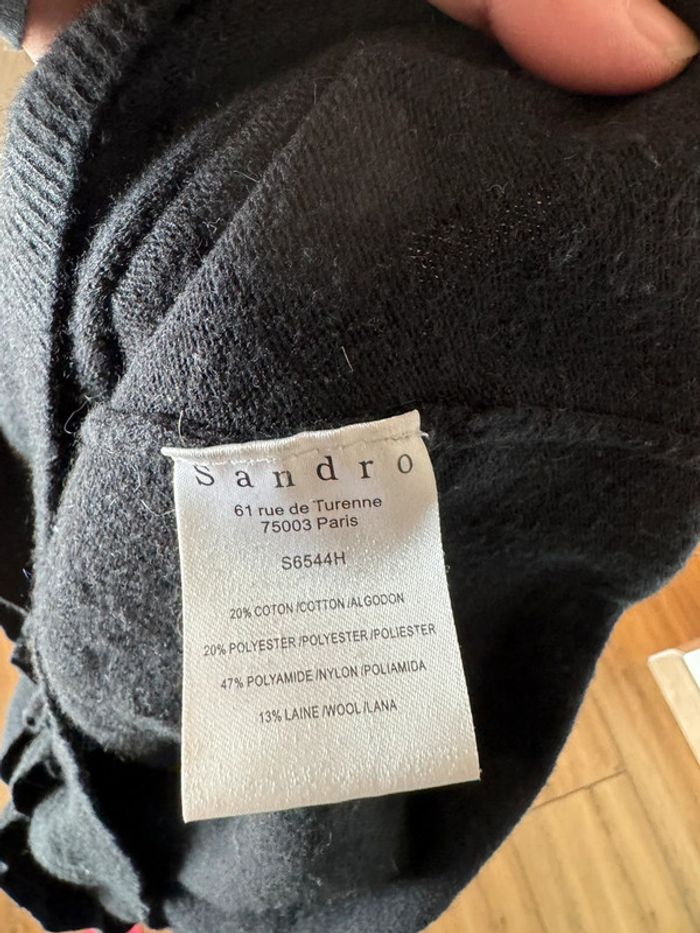 Sandro
61 rue de Turenne
75003 Paris
S6544H
20% COTON /COTTON /ALGODON
20% POLYESTER /POLYESTER /POLIESTER
47% POLYAMIDE /NYLON /POLIAMIDA
13% LAINE /WOOL /LANA